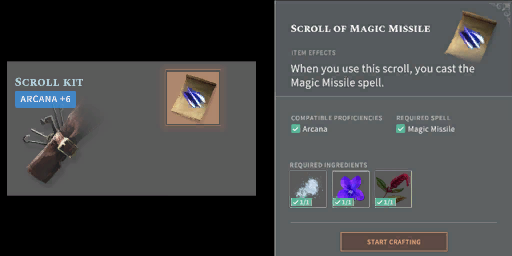 SCROLL KIT
ARCANA +6
SCROLL OF MAGIC MISSILE
ITEM EFFECTS
When you use this scroll, you cast the
Magic Missile spell.
COMPATIBLE PROFICIENCIES
Arcana
REQUIRED SPELL
Magic Missile
REQUIRED INGREDIENTS
1/1
1/1
1/1
START CRAFTING